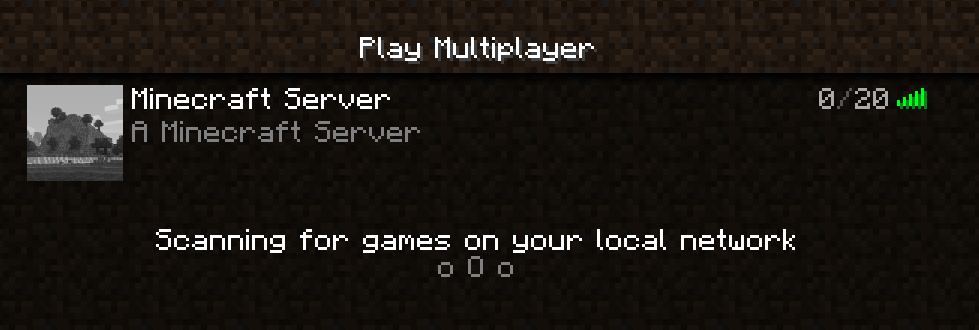 Play Multiplayer
Minecraft Server 0/20
A Minecraft Server
Scanning for games on your local network
o O o